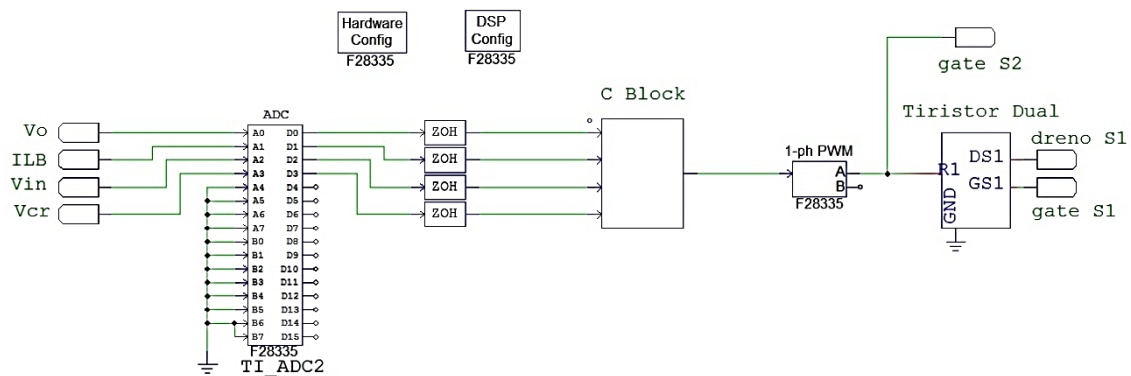 Hardware
Config
F28335
DSP
Config
F28335
gate S2
C Block
Tiristor Dual
ADC
Vo
ILB
Vin
Vcr
A0 D0
A1 D1
A2 D2
A3 D3
A4 D4
A5 D5
A6 D6
A7 D7
B0 D8
B1 D9
B2 D10
B3 D11
B4 D12
B5 D13
B6 D14
B7 D15
F28335
TI_ADC2
ZOH
ZOH
ZOH
ZOH
1-ph PWM
A
B
F28335
R1
GND
DS1
GS1
dreno S1
gate S1